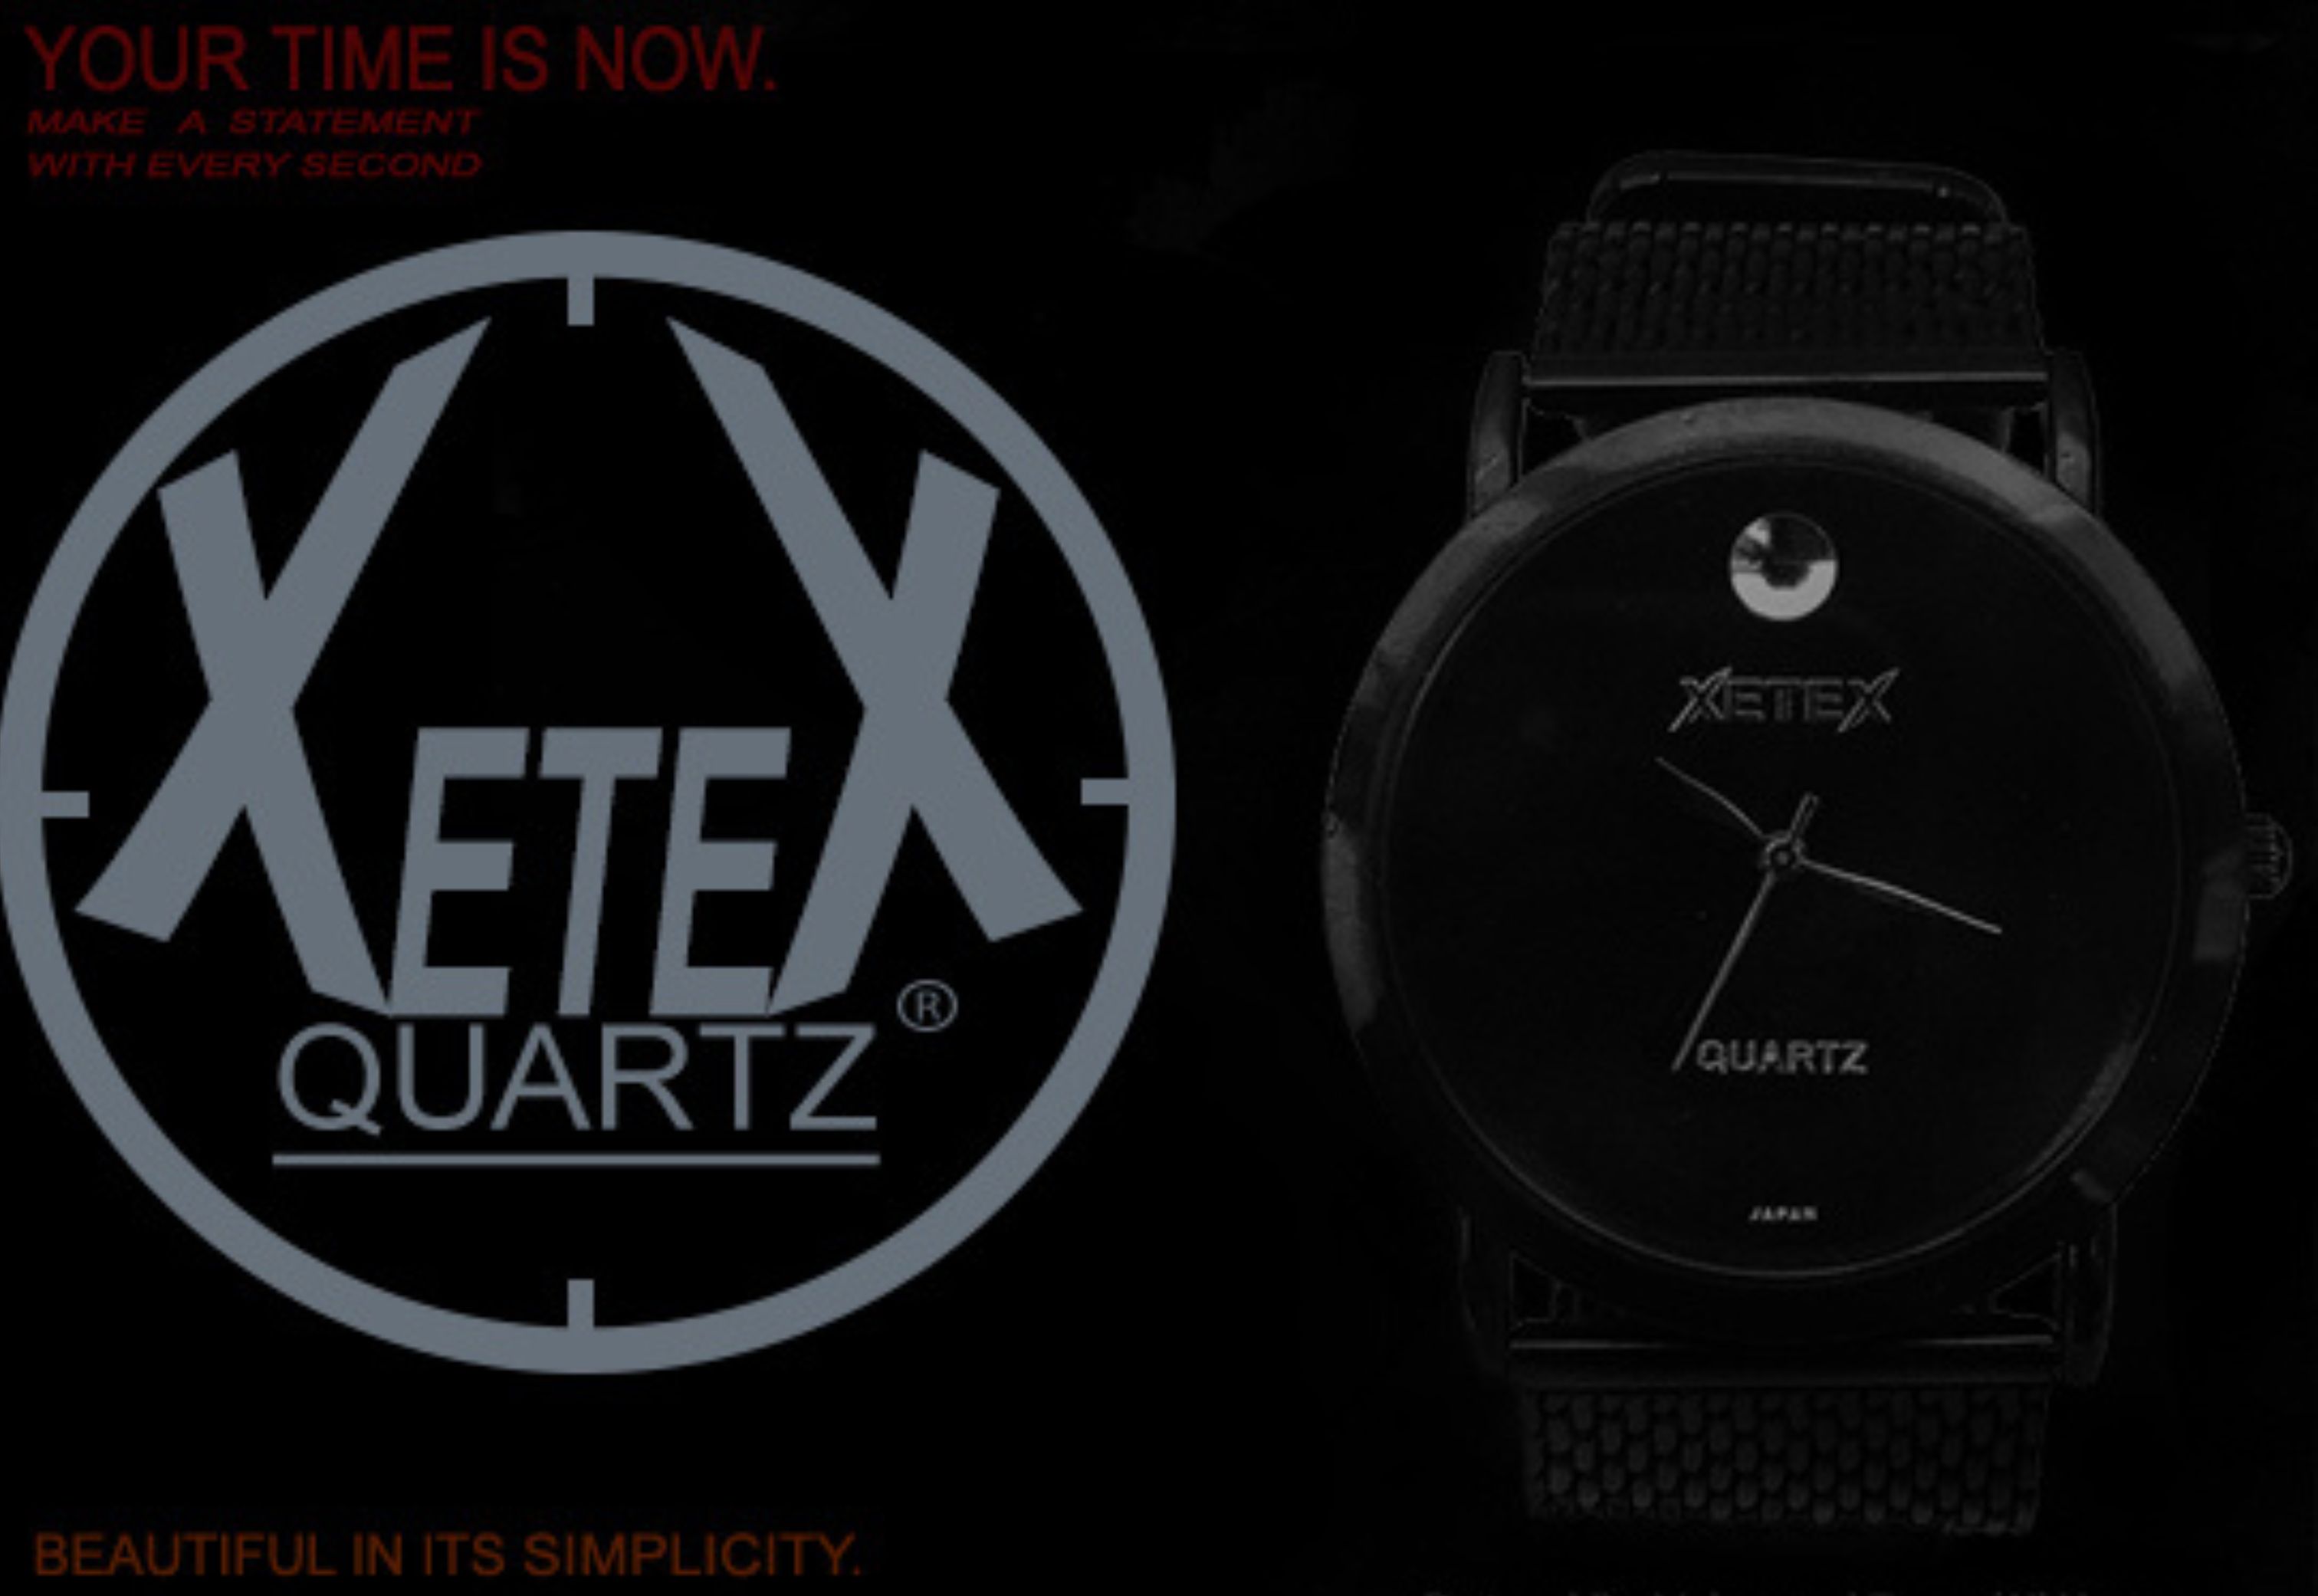 YOUR TIME IS NOW.
MAKE A STATEMENT
WITH EVERY SECOND
XETEX
QUARTZ
®
BEAUTIFUL IN ITS SIMPLICITY.
XETEX
QUARTZ
JAPAN